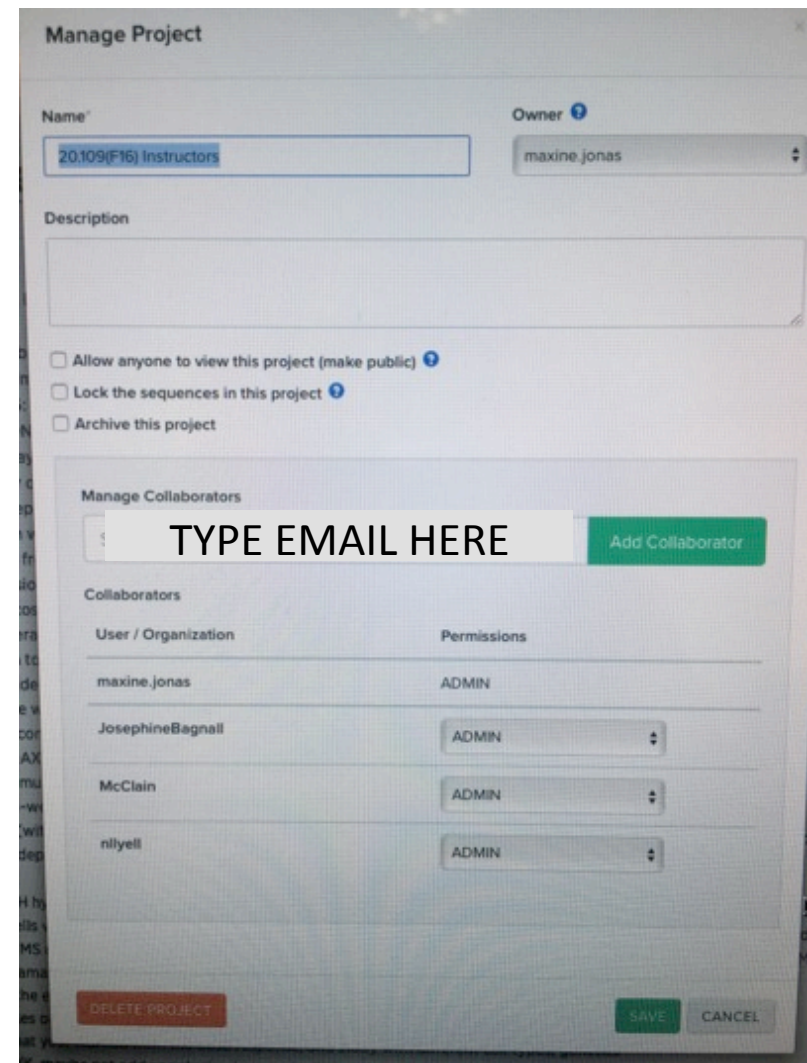 Manage Project
Name*
Owner
20.109(F16) Instructors
maxine.jonas
Description
Allow anyone to view this project (make public)
Lock the sequences in this project
Archive this project
Manage Collaborators
TYPE EMAIL HERE
Add Collaborator
Collaborators
User / Organization
Permissions
maxine.jonas
ADMIN
JosephineBagnall
ADMIN
McClain
ADMIN
nllyell
ADMIN
DELETE PROJECT
SAVE
CANCEL